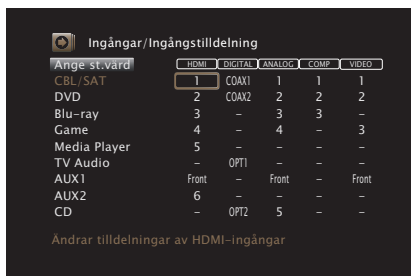 Ingångar/Ingångstilldelning
Ange st.värd HDMI DIGITAL ANALOG COMP VIDEO
CBL/SAT 1 COAX1 1 1 1
DVD 2 COAX2 2 2 2
Blu-ray 3 – 3 3 –
Game 4 – 4 – 3
Media Player 5 – – – –
TV Audio – OPT1 – – –
AUX1 Front – Front – Front
AUX2 6 – – – –
CD – OPT2 5 – –
Ändrar tilldelningar av HDMI-ingångar